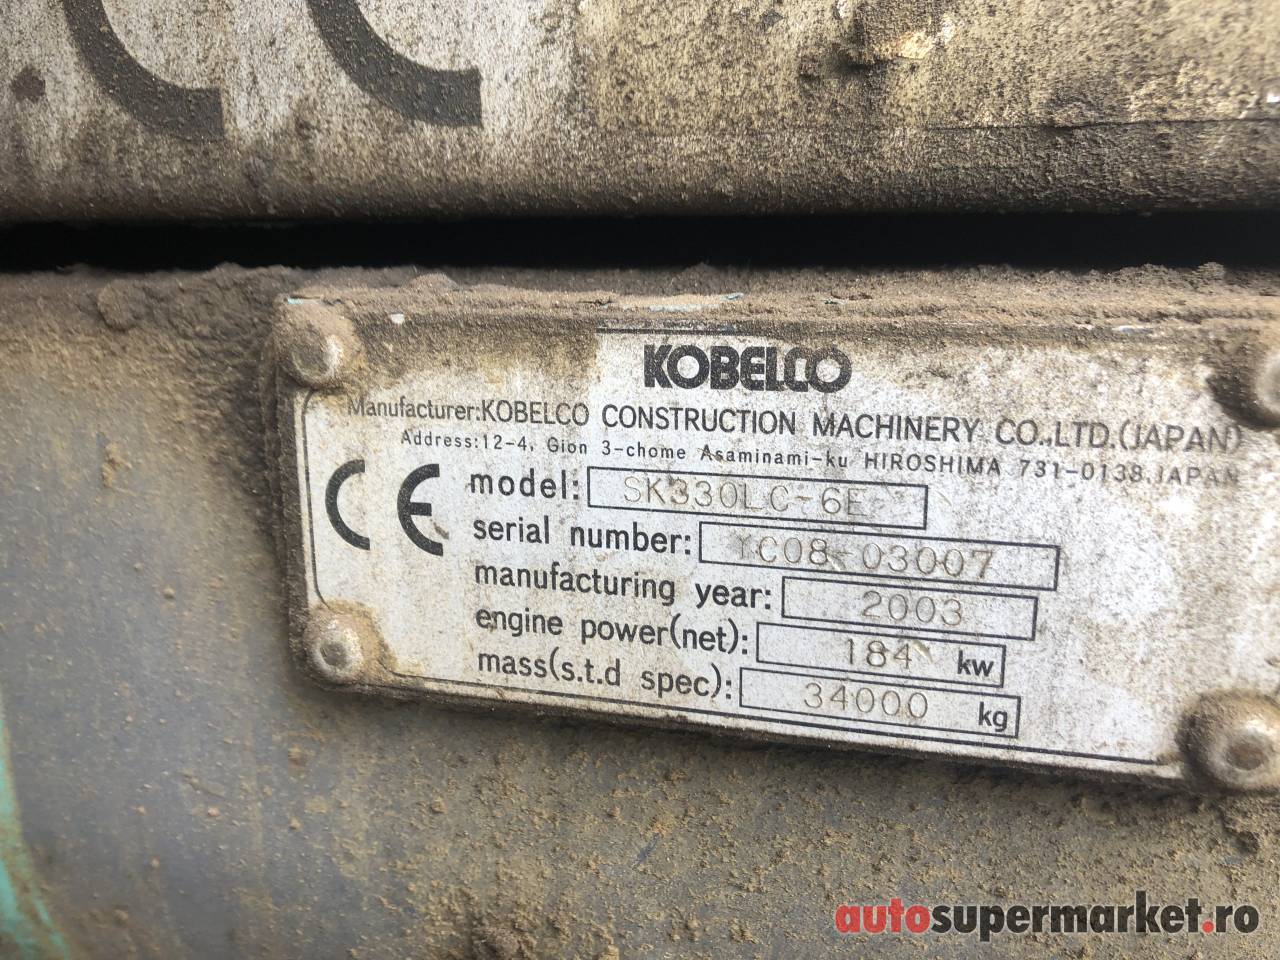 KOBELCO
Manufacturer:KOBELCO CONSTRUCTION MACHINERY CO.,LTD.(JAPAN)
Address:12-4, Gion 3-chome Asaminami-ku HIROSHIMA 731-0138.JAPAN
CE
model: SK330LC-6E
serial number: YC08-03007
manufacturing year: 2003
engine power(net): 184 kw
mass(s.t.d spec): 34000 kg
autosupermarket.ro